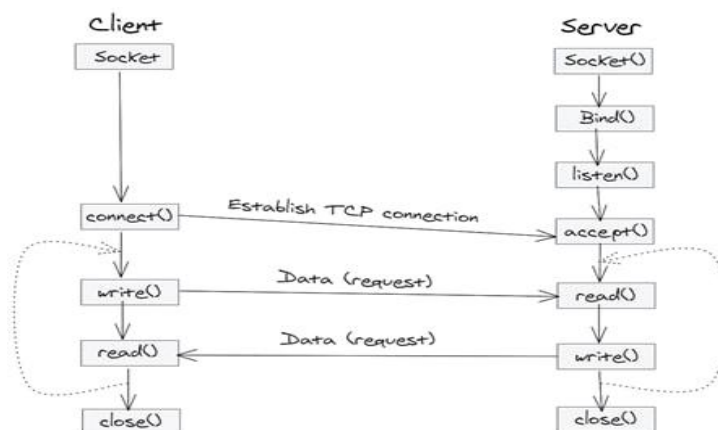 Client
Server
Socket
Socket()
Bind()
listen()
connect()
Establish TCP connection
accept()
write()
Data (request)
read()
read()
Data (request)
write()
close()
close()